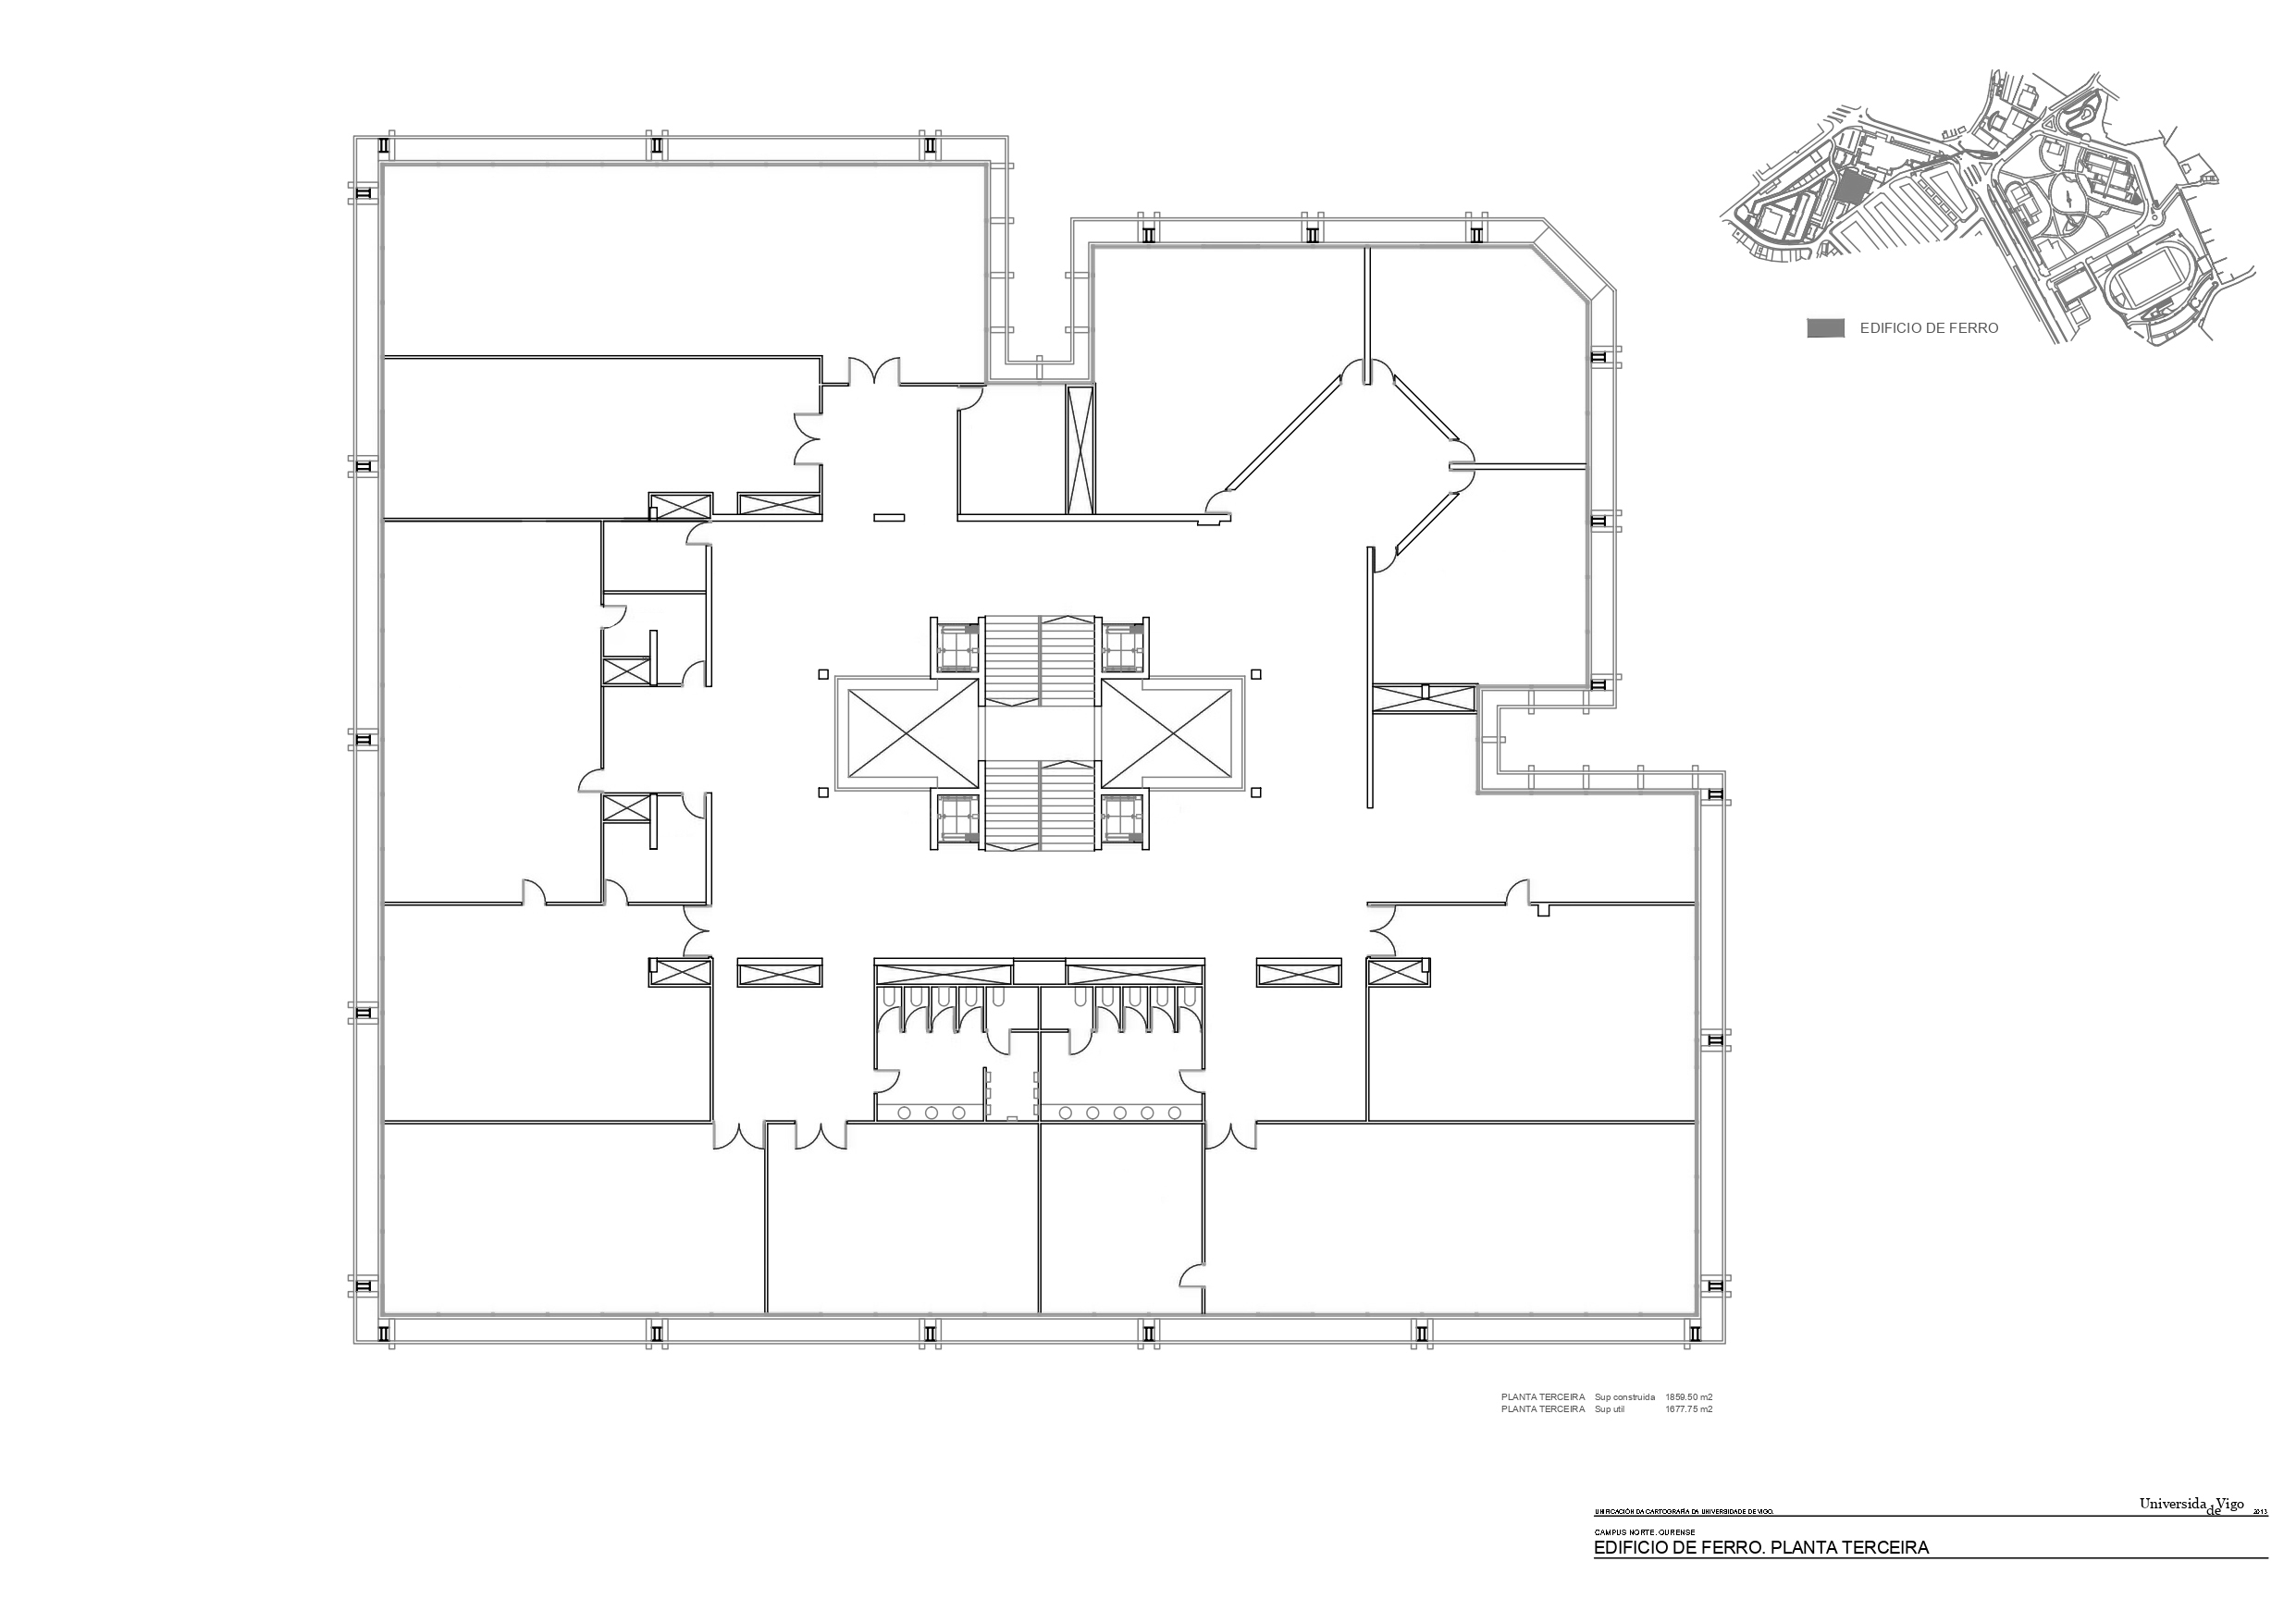 EDIFICIO DE FERRO
PLANTA TERCEIRA Sup construida 1859.50 m2
PLANTA TERCEIRA Sup util 1677.75 m2
UNIFICACIÓN DA CARTOGRAFÍA DA UNIVERSIDADE DE VIGO.
Universida de Vigo
2013
CAMPUS NORTE. OURENSE
EDIFICIO DE FERRO. PLANTA TERCEIRA